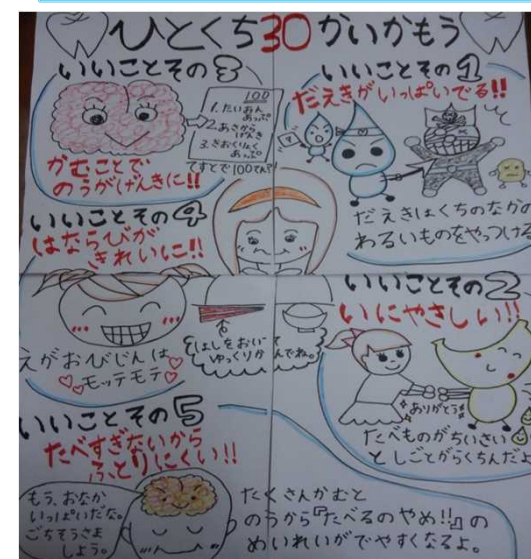 ひとくち30かいかもう
いいことその1
だえきがいっぱいでる!!
だえきはくちのなかの
わるいものをやっつける
いいことその2
いにやさしい!!
ありがとう
たべものがちいさい
としごとがらくちんだよ
いいことその3
100
1. たいおん
あっぷ
2. あさから
げんき
3. きおくりょく
あっぷ
てすとで100てん?
かむことで
のうがげんきに!!
いいことその4
はならびが
きれいに!!
えがおびじんは
モッテモテ
はしをおいて
ゆっくりかんでね。
いいことその5
たべすぎないから
ふとりにくい!!
もう、おなか
いっぱいだな。
ごちそうさま
しよう。
たくさんかむと
のうから『たべるのやめ!!』の
めいれいがでやすくなるよ。